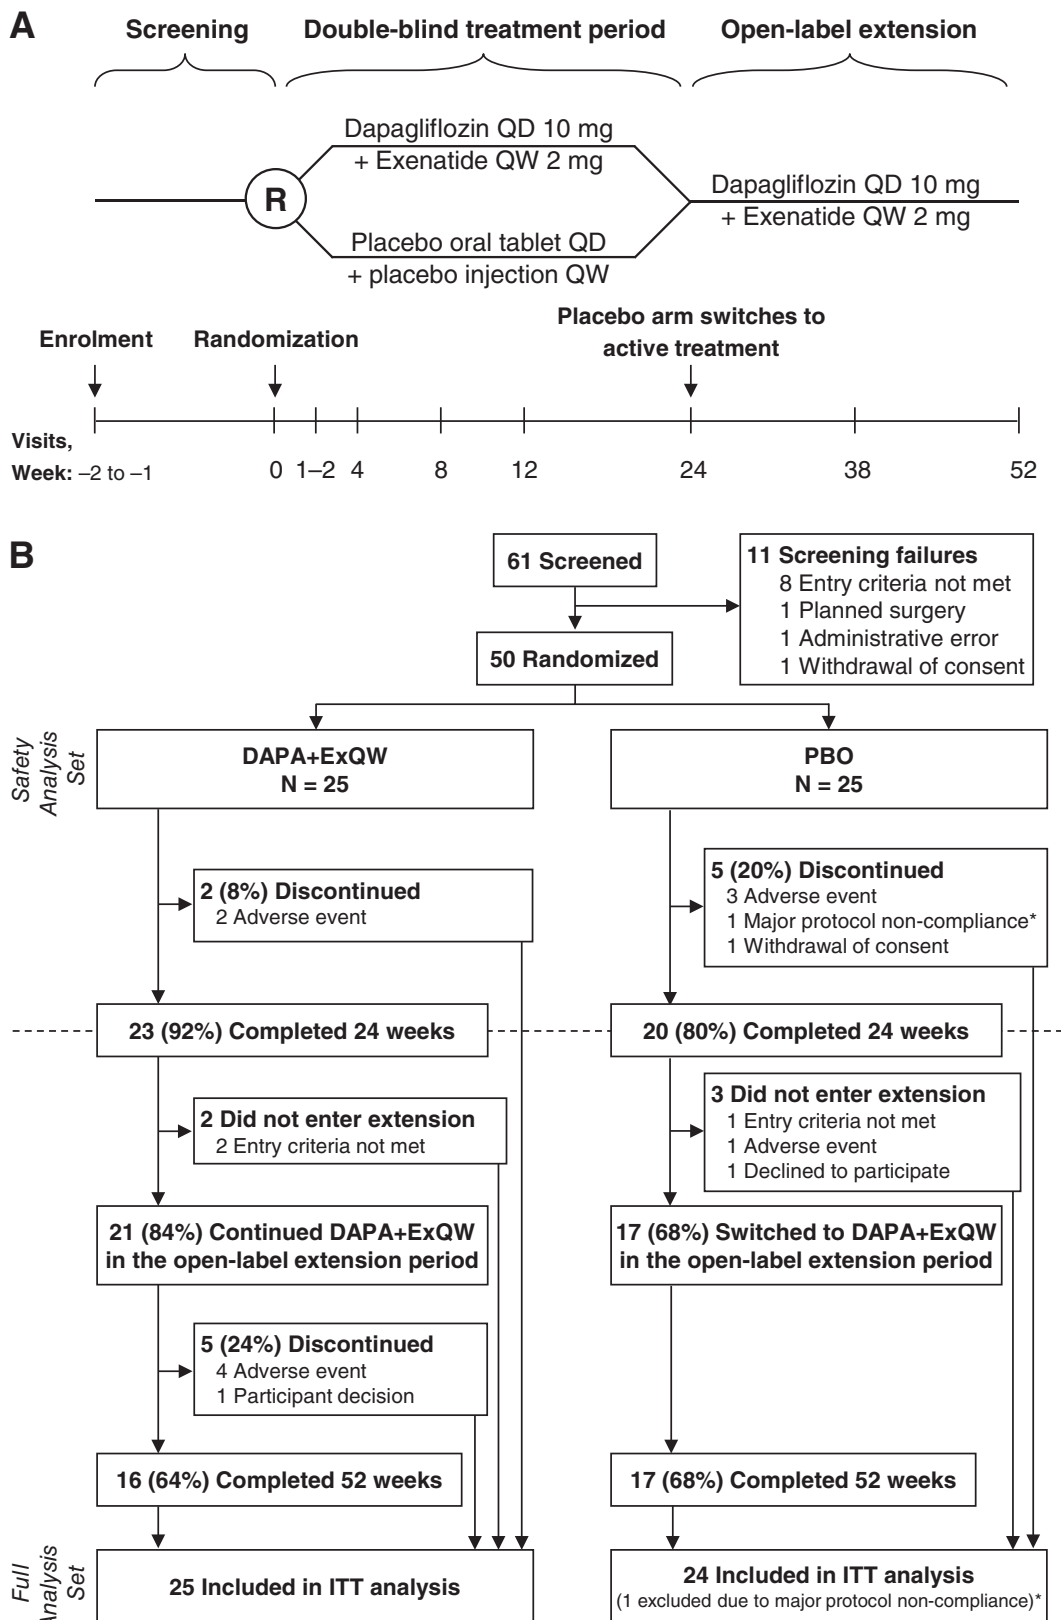 A
Screening
Double-blind treatment period
Open-label extension
Dapagliflozin QD 10 mg
+ Exenatide QW 2 mg
R
Dapagliflozin QD 10 mg
+ Exenatide QW 2 mg
Placebo oral tablet QD
+ placebo injection QW
Placebo arm switches to
active treatment
Enrolment
Randomization
Visits,
Week: –2 to –1 0 1–2 4 8 12 24 38 52
B
61 Screened
11 Screening failures
8 Entry criteria not met
1 Planned surgery
1 Administrative error
1 Withdrawal of consent
50 Randomized
Safety
Analysis
Set
DAPA+ExQW
N = 25
PBO
N = 25
2 (8%) Discontinued
2 Adverse event
5 (20%) Discontinued
3 Adverse event
1 Major protocol non-compliance*
1 Withdrawal of consent
23 (92%) Completed 24 weeks
20 (80%) Completed 24 weeks
2 Did not enter extension
2 Entry criteria not met
3 Did not enter extension
1 Entry criteria not met
1 Adverse event
1 Declined to participate
21 (84%) Continued DAPA+ExQW
in the open-label extension period
17 (68%) Switched to DAPA+ExQW
in the open-label extension period
5 (24%) Discontinued
4 Adverse event
1 Participant decision
16 (64%) Completed 52 weeks
17 (68%) Completed 52 weeks
Full
Analysis
Set
25 Included in ITT analysis
24 Included in ITT analysis
(1 excluded due to major protocol non-compliance)*